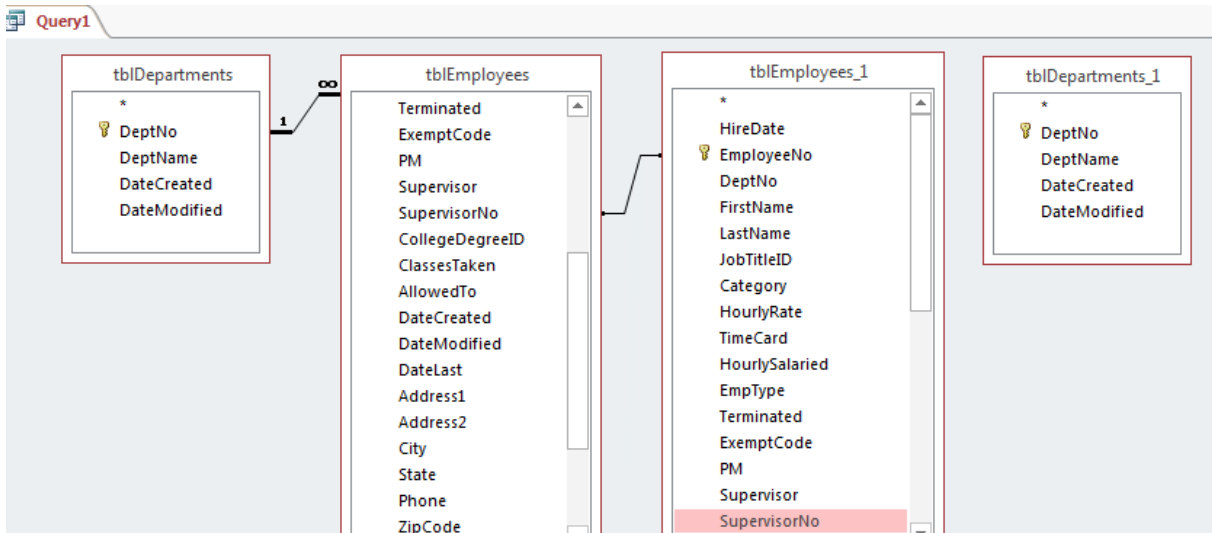 Query1
tblDepartments
*
DeptNo
DeptName
DateCreated
DateModified
1
∞
tblEmployees
Terminated
ExemptCode
PM
Supervisor
SupervisorNo
CollegeDegreeID
ClassesTaken
AllowedTo
DateCreated
DateModified
DateLast
Address1
Address2
City
State
Phone
ZipCode
tblEmployees_1
*
HireDate
EmployeeNo
DeptNo
FirstName
LastName
JobTitleID
Category
HourlyRate
TimeCard
HourlySalaried
EmpType
Terminated
ExemptCode
PM
Supervisor
SupervisorNo
tblDepartments_1
*
DeptNo
DeptName
DateCreated
DateModified